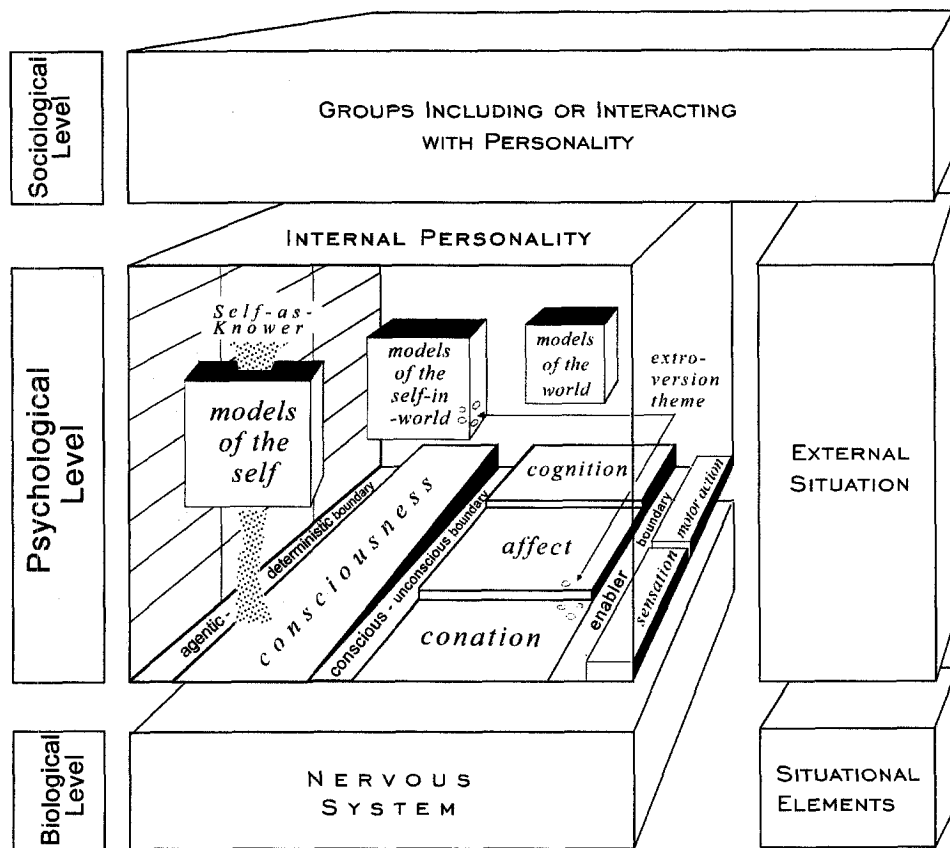 Sociological
Level
GROUPS INCLUDING OR INTERACTING
WITH PERSONALITY
Psychological
Level
INTERNAL PERSONALITY
Self-as-
Knower
models
of the
self
models
of the
self-in
-world
models
of the
world
extro-
version
theme
agentic - deterministic boundary
consciousness
conscious - unconscious boundary
cognition
affect
conation
enabler boundary
motor action
sensation
EXTERNAL
SITUATION
Biological
Level
NERVOUS
SYSTEM
SITUATIONAL
ELEMENTS